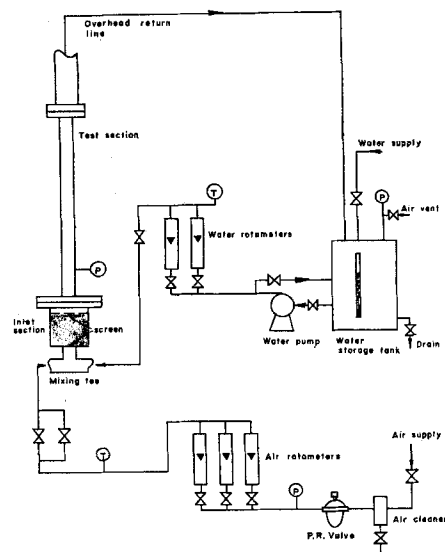 Overhead return
line
Test section
Water supply
P
Air vent
T
Water rotameters
P
Inlet
section
screen
Mixing tee
Water pump
Water
storage tank
Drain
Air supply
T
Air rotameters
P
P.R. Valve
Air cleaner